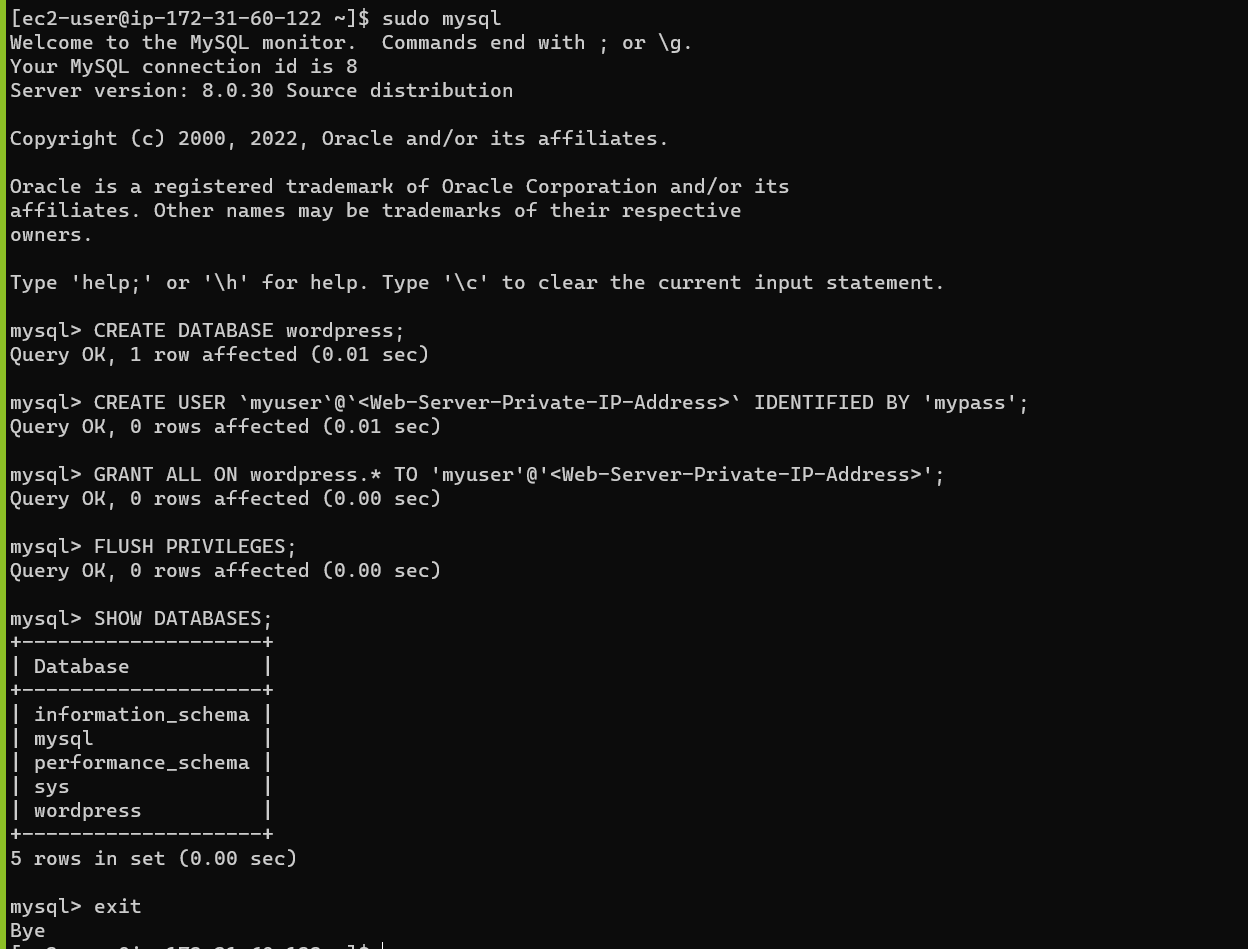 [ec2-user@ip-172-31-60-122 ~]$ sudo mysql
Welcome to the MySQL monitor.  Commands end with ; or \g.
Your MySQL connection id is 8
Server version: 8.0.30 Source distribution
Copyright (c) 2000, 2022, Oracle and/or its affiliates.
Oracle is a registered trademark of Oracle Corporation and/or its
affiliates. Other names may be trademarks of their respective
owners.
Type 'help;' or '\h' for help. Type '\c' to clear the current input statement.
mysql> CREATE DATABASE wordpress;
Query OK, 1 row affected (0.01 sec)
mysql> CREATE USER `myuser`@`<Web-Server-Private-IP-Address>` IDENTIFIED BY 'mypass';
Query OK, 0 rows affected (0.01 sec)
mysql> GRANT ALL ON wordpress.* TO 'myuser'@'<Web-Server-Private-IP-Address>';
Query OK, 0 rows affected (0.00 sec)
mysql> FLUSH PRIVILEGES;
Query OK, 0 rows affected (0.00 sec)
mysql> SHOW DATABASES;
+--------------------+
| Database           |
+--------------------+
| information_schema |
| mysql              |
| performance_schema |
| sys                |
| wordpress          |
+--------------------+
5 rows in set (0.00 sec)
mysql> exit
Bye